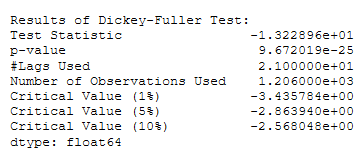 Results of Dickey-Fuller Test:
Test Statistic -1.322896e+01
p-value 9.672019e-25
#Lags Used 2.100000e+01
Number of Observations Used 1.206000e+03
Critical Value (1%) -3.435784e+00
Critical Value (5%) -2.863940e+00
Critical Value (10%) -2.568048e+00
dtype: float64